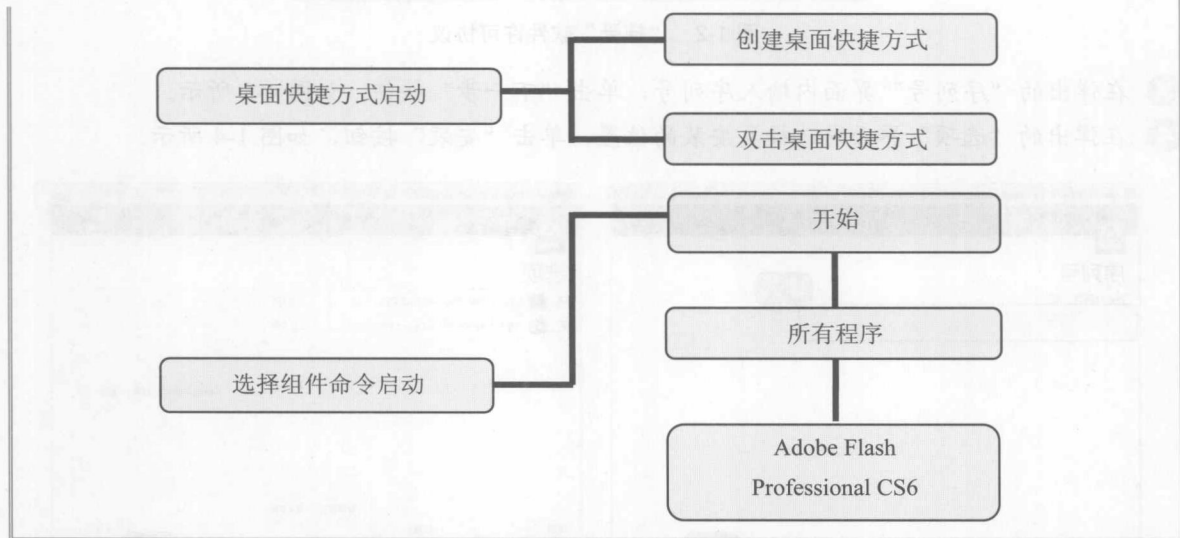 创建桌面快捷方式
桌面快捷方式启动
双击桌面快捷方式
开始
所有程序
选择组件命令启动
Adobe Flash
Professional CS6